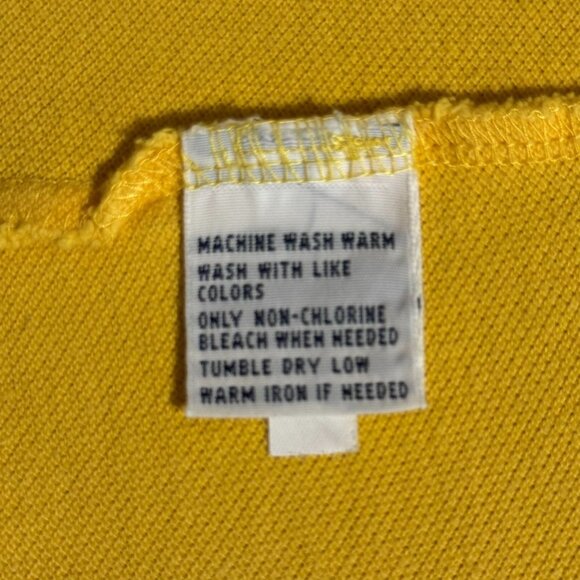 MACHINE WASH WARM
WASH WITH LIKE
COLORS
ONLY NON-CHLORINE
BLEACH WHEN NEEDED
TUMBLE DRY LOW
WARM IRON IF NEEDED